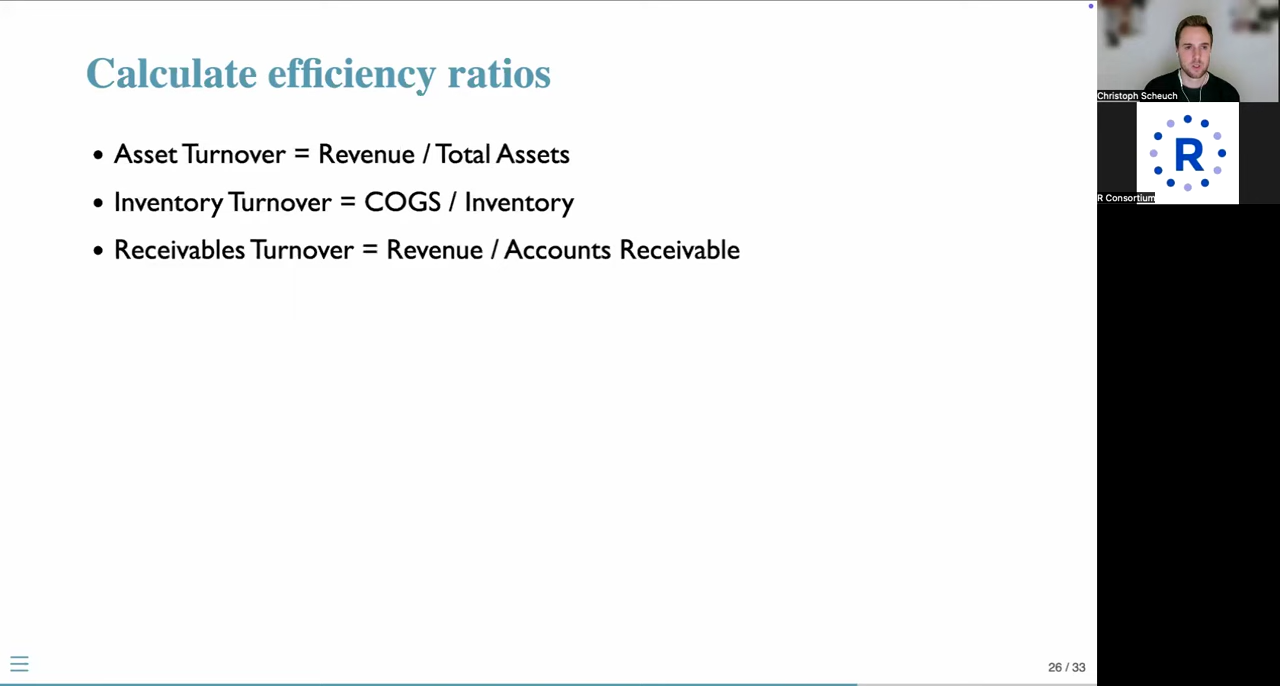 Calculate efficiency ratios
• Asset Turnover = Revenue / Total Assets
• Inventory Turnover = COGS / Inventory
• Receivables Turnover = Revenue / Accounts Receivable
26 / 33
Christoph Scheuch
R
R Consortium